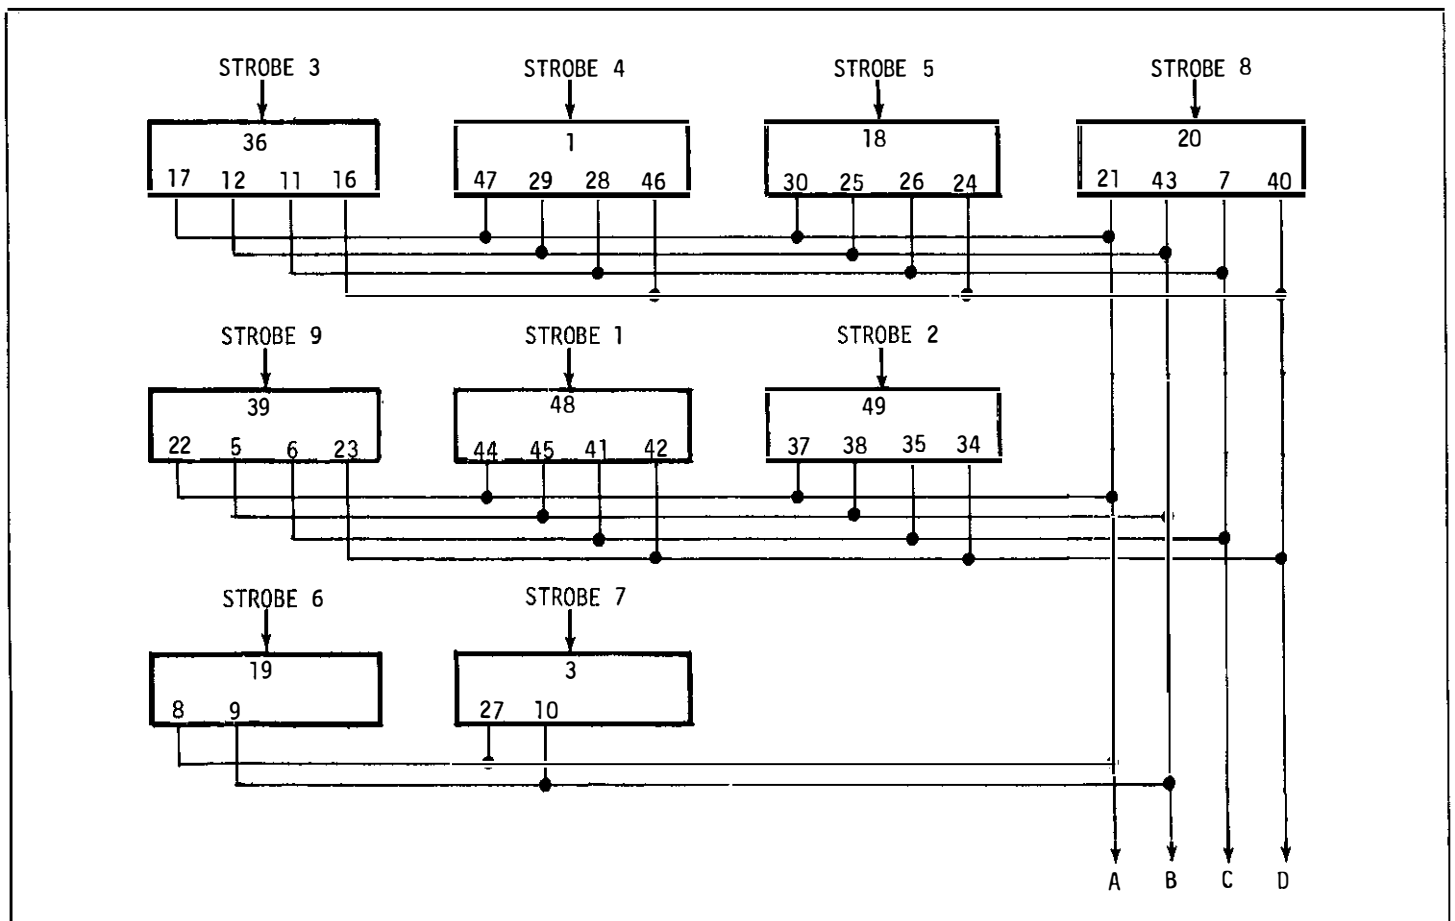 STROBE 3 STROBE 4 STROBE 5 STROBE 8
36 1 18 20
17 12 11 16 47 29 28 46 30 25 26 24 21 43 7 40
STROBE 9 STROBE 1 STROBE 2
39 48 49
22 5 6 23 44 45 41 42 37 38 35 34
STROBE 6 STROBE 7
19 3
8 9 27 10
A B C D